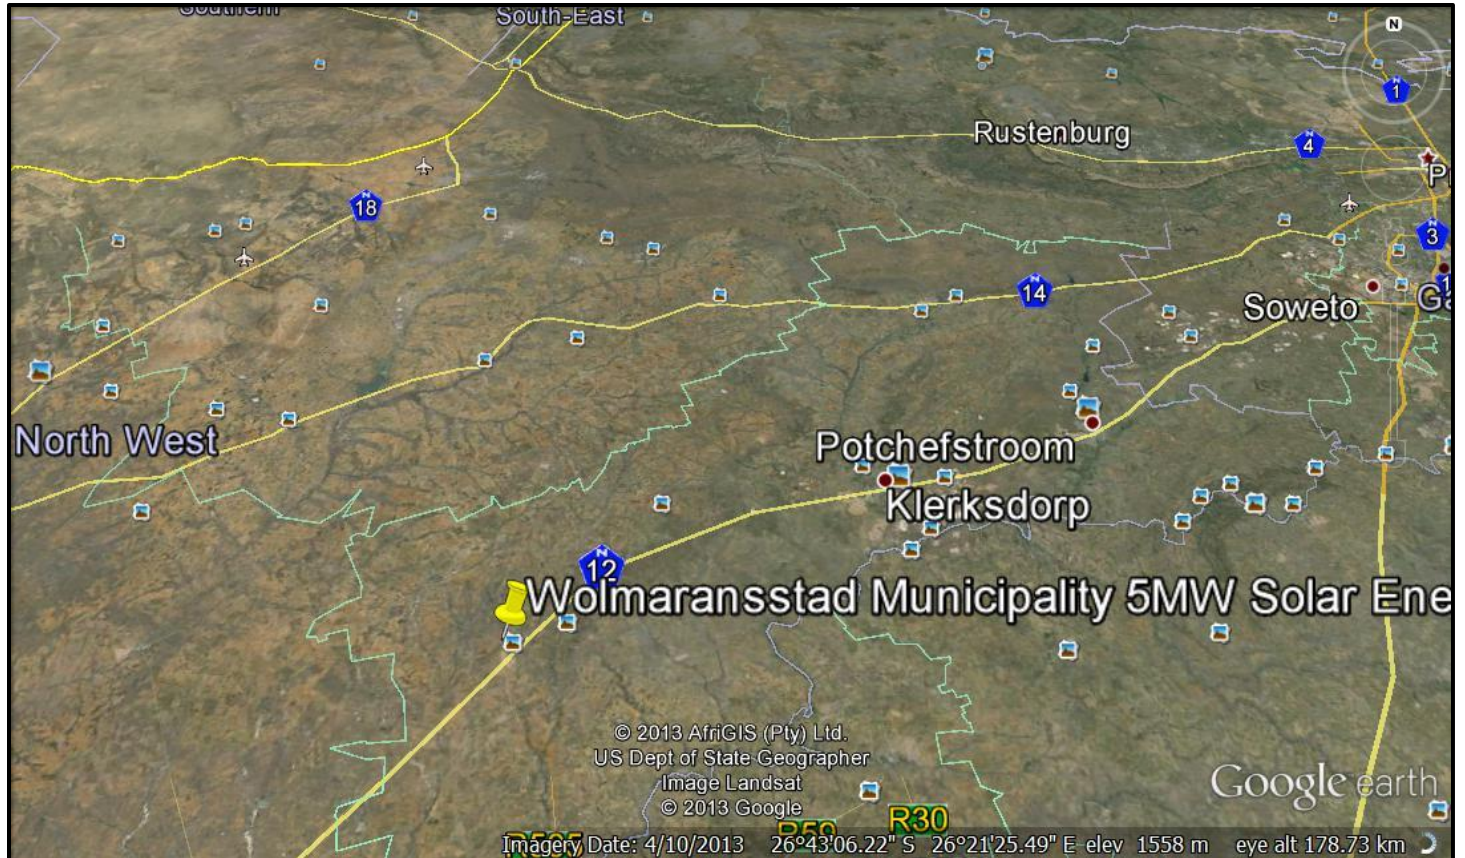 Southern
South-East
N
N
1
Rustenburg
N
4
N
18
N
3
N
14
Soweto
North West
Potchefstroom
Klerksdorp
N
12
Wolmaransstad Municipality 5MW Solar Ene
© 2013 AfriGIS (Pty) Ltd.
US Dept of State Geographer
Image Landsat
© 2013 Google
Google earth
R59
R30
Imagery Date: 4/10/2013 26°43'06.22" S 26°21'25.49" E elev 1558 m eye alt 178.73 km